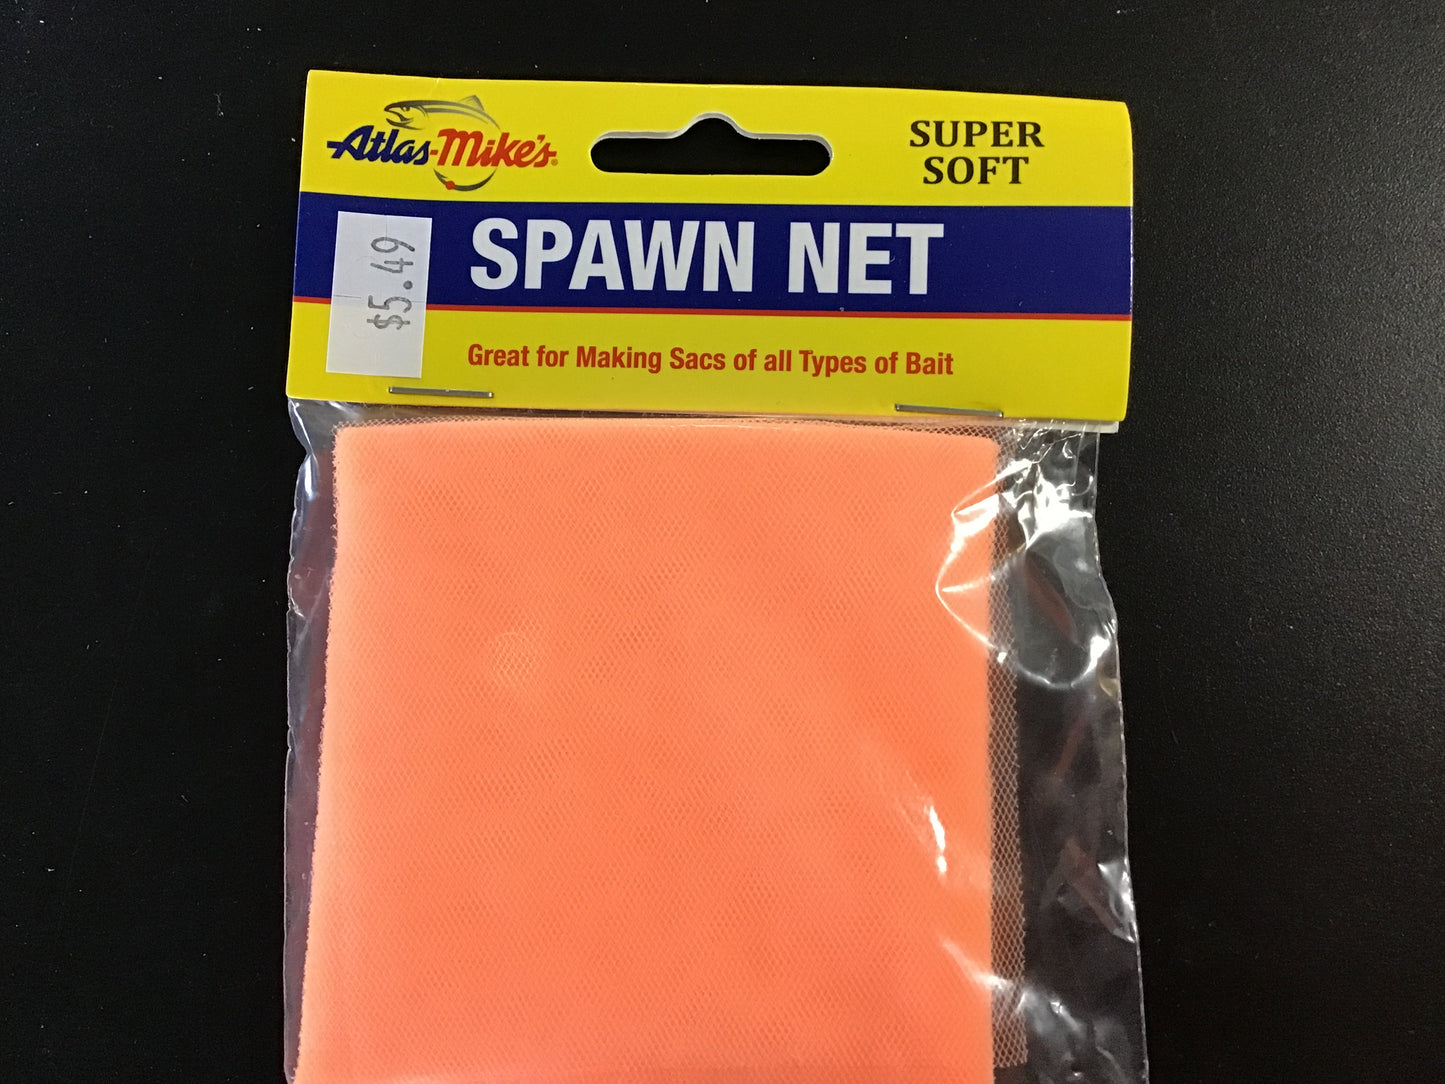 Atlas-Mike's®
SUPER
SOFT
SPAWN NET
$5.49
Great for Making Sacs of all Types of Bait